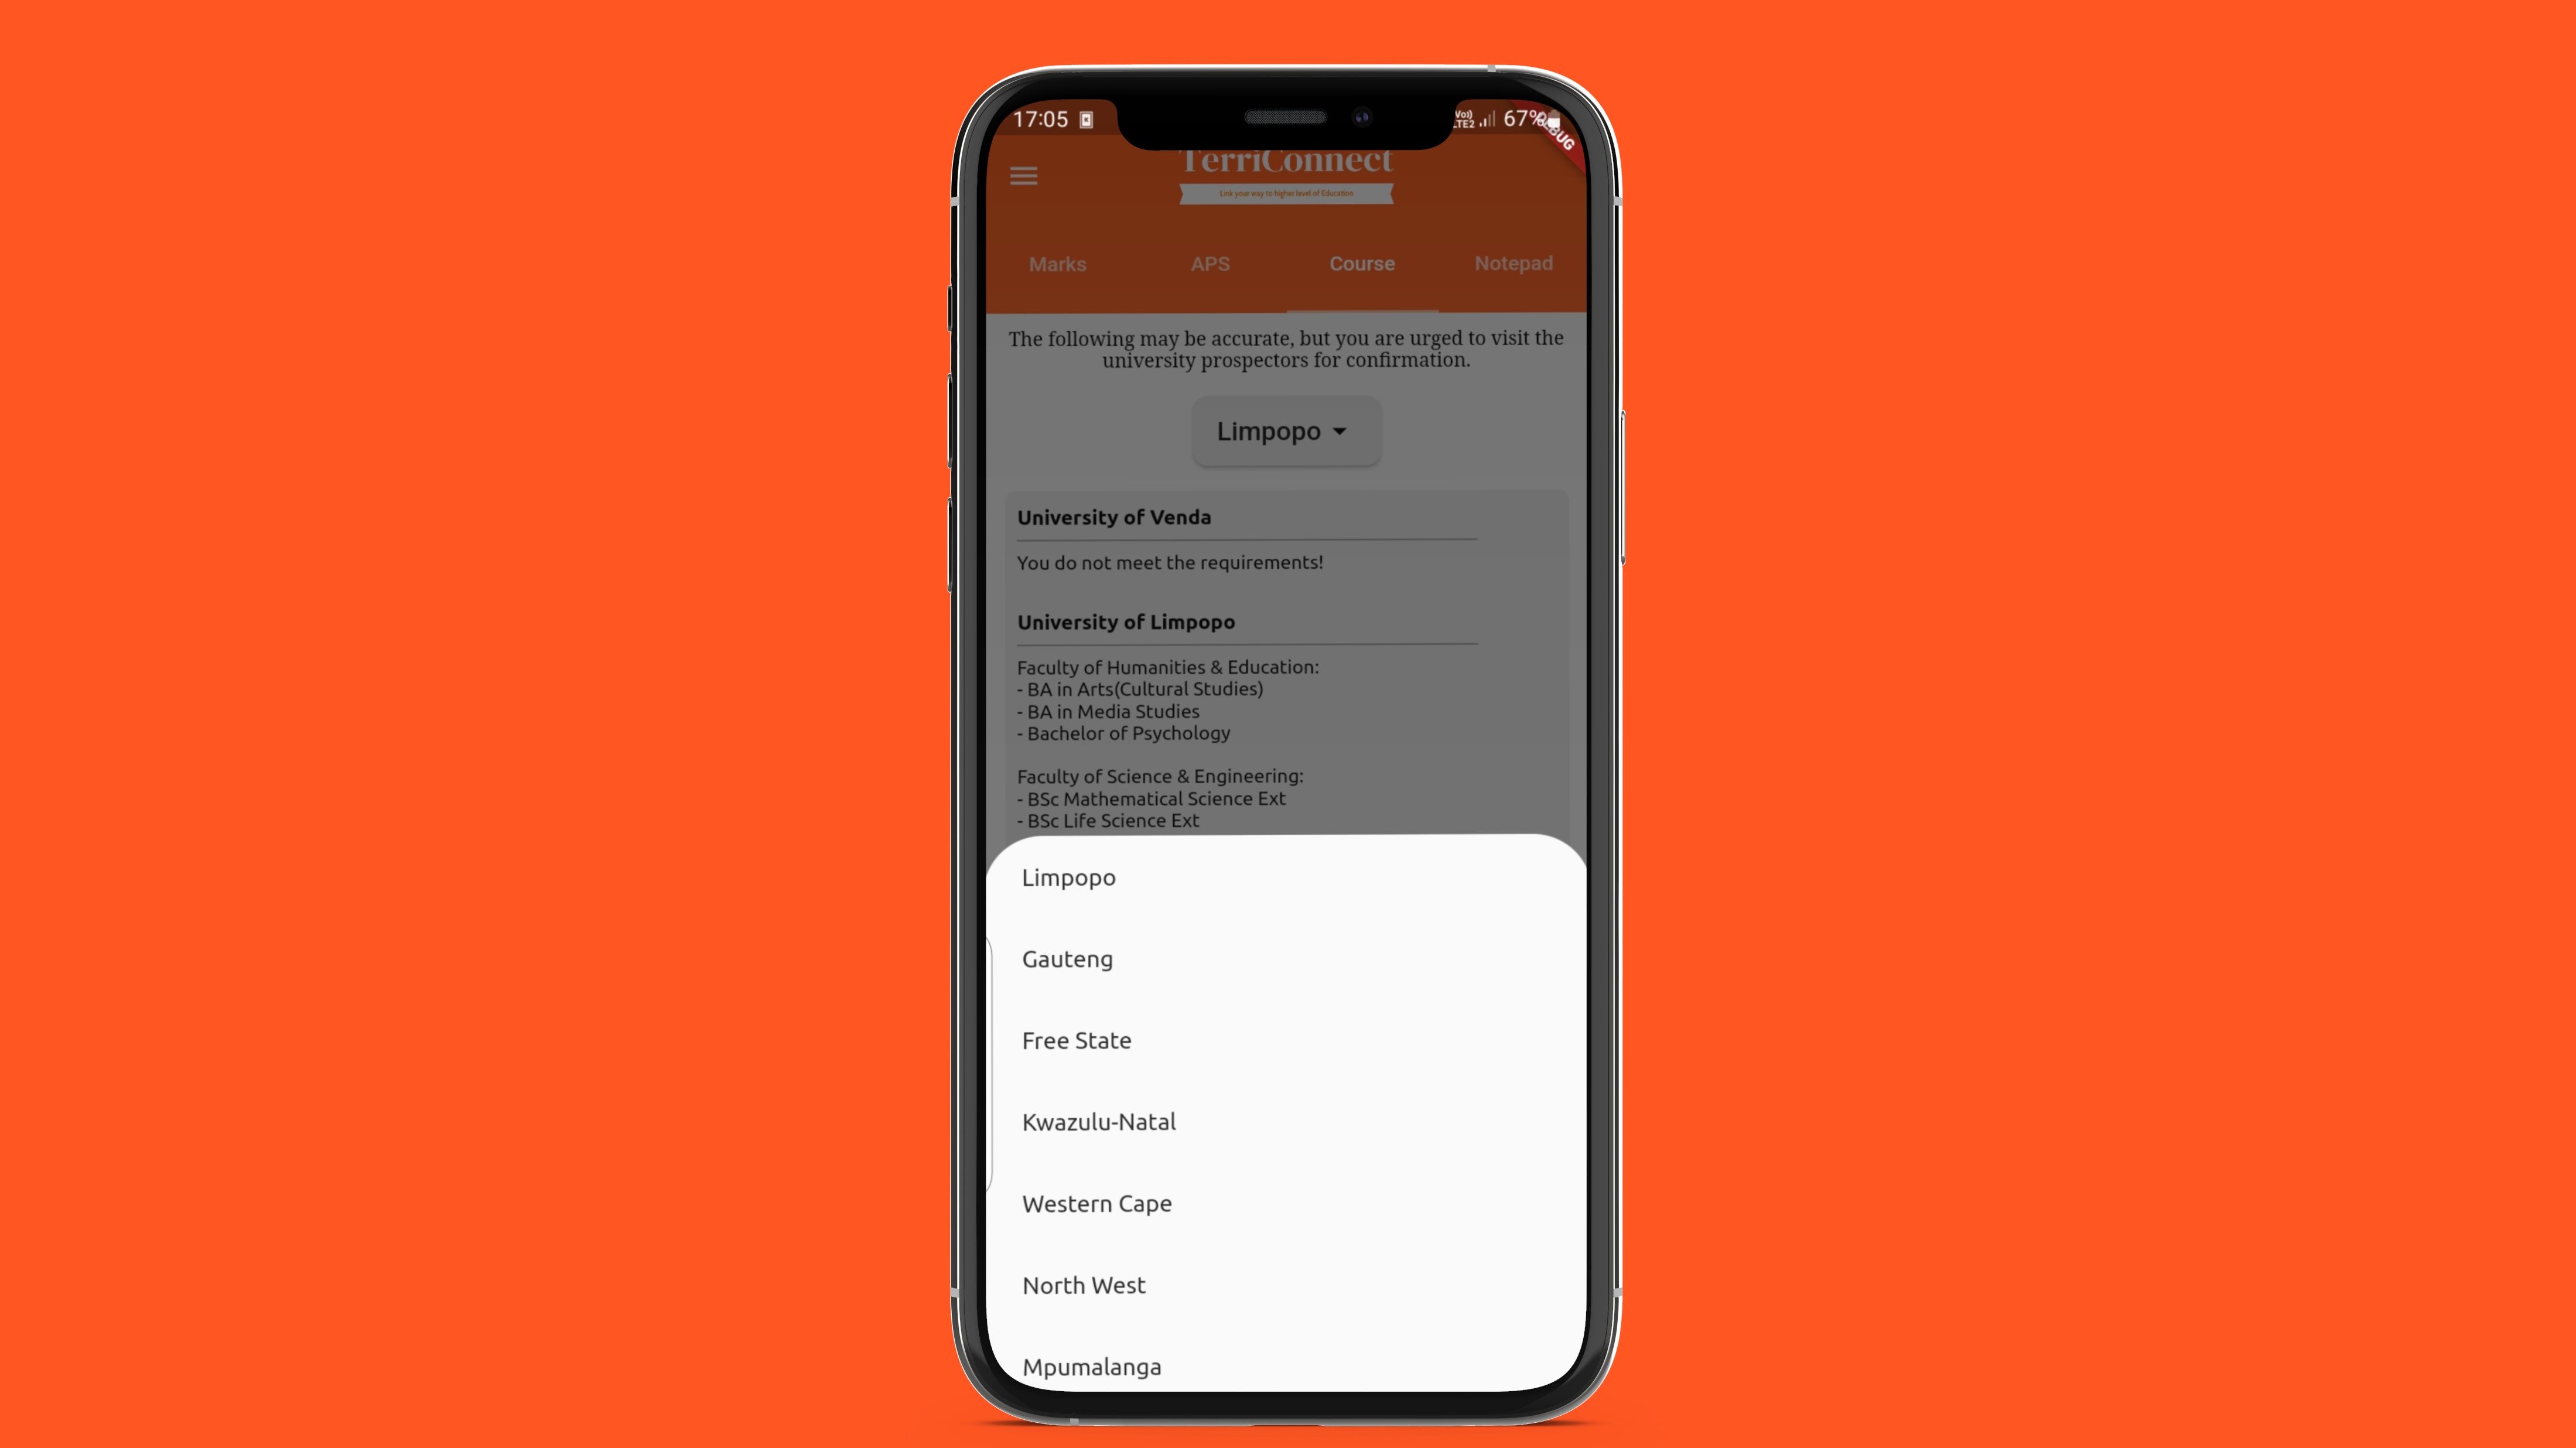 17:05
Vo)
LTE2
67%
BUG
TerriConnect
Link your way to higher level of Education
Marks
APS
Course
Notepad
The following may be accurate, but you are urged to visit the
university prospectors for confirmation.
Limpopo
University of Venda
You do not meet the requirements!
University of Limpopo
Faculty of Humanities & Education:
- BA in Arts(Cultural Studies)
- BA in Media Studies
- Bachelor of Psychology
Faculty of Science & Engineering:
- BSc Mathematical Science Ext
- BSc Life Science Ext
Limpopo
Gauteng
Free State
Kwazulu-Natal
Western Cape
North West
Mpumalanga